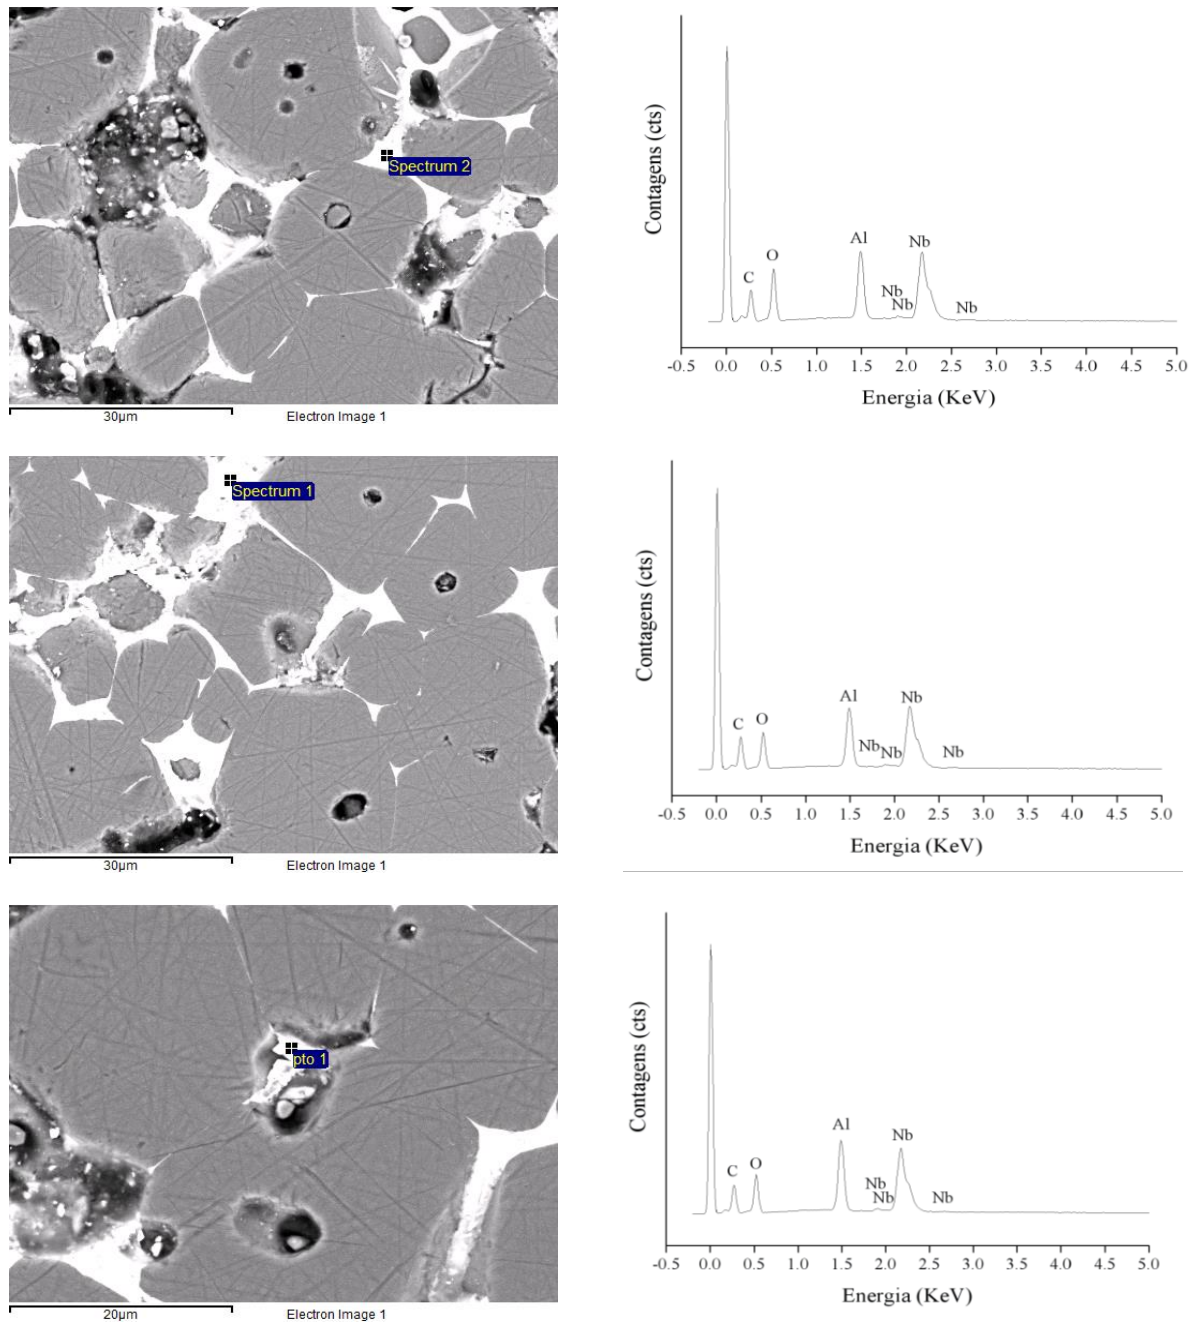 Spectrum 2
30µm Electron Image 1
Contagens (cts)
C O Al Nb Nb Nb Nb
-0.5 0.0 0.5 1.0 1.5 2.0 2.5 3.0 3.5 4.0 4.5 5.0
Energia (KeV)
Spectrum 1
30µm Electron Image 1
Contagens (cts)
C O Al Nb Nb Nb Nb
-0.5 0.0 0.5 1.0 1.5 2.0 2.5 3.0 3.5 4.0 4.5 5.0
Energia (KeV)
pto 1
20µm Electron Image 1
Contagens (cts)
C O Al Nb Nb Nb Nb
-0.5 0.0 0.5 1.0 1.5 2.0 2.5 3.0 3.5 4.0 4.5 5.0
Energia (KeV)